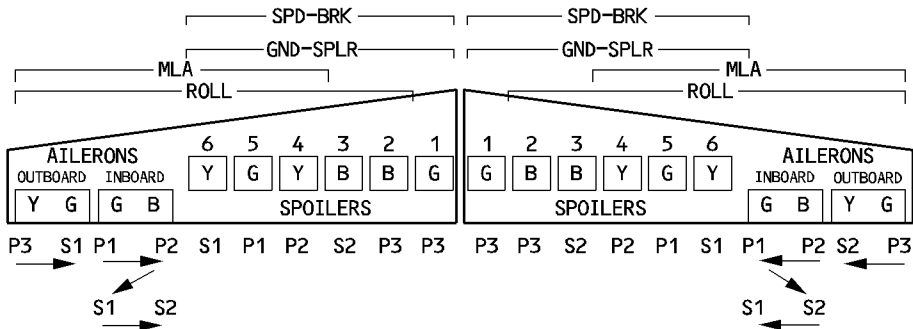 SPD-BRK SPD-BRK
GND-SPLR GND-SPLR
MLA MLA
ROLL ROLL
6 5 4 3 2 1 1 2 3 4 5 6
AILERONS Y G Y B B G G B B Y G Y AILERONS
OUTBOARD INBOARD INBOARD OUTBOARD
Y G G B SPOILERS SPOILERS G B Y G
P3 S1 P1 P2 S1 P1 P2 S2 P3 P3 P3 P3 S2 P2 P1 S1 P1 P2 S2 P3
S1 S2 S1 S2